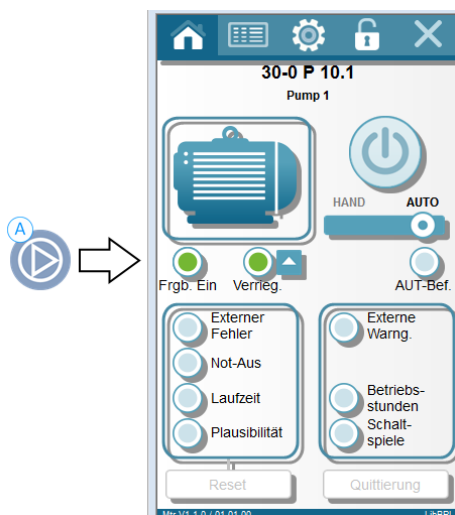 30-0 P 10.1
Pump 1
A
HAND AUTO
Frgb. Ein Verrieg. AUT-Bef.
Externer
Fehler
Not-Aus
Laufzeit
Plausibilität
Externe
Warng.
Betriebs-
stunden
Schalt-
spiele
Reset Quittierung